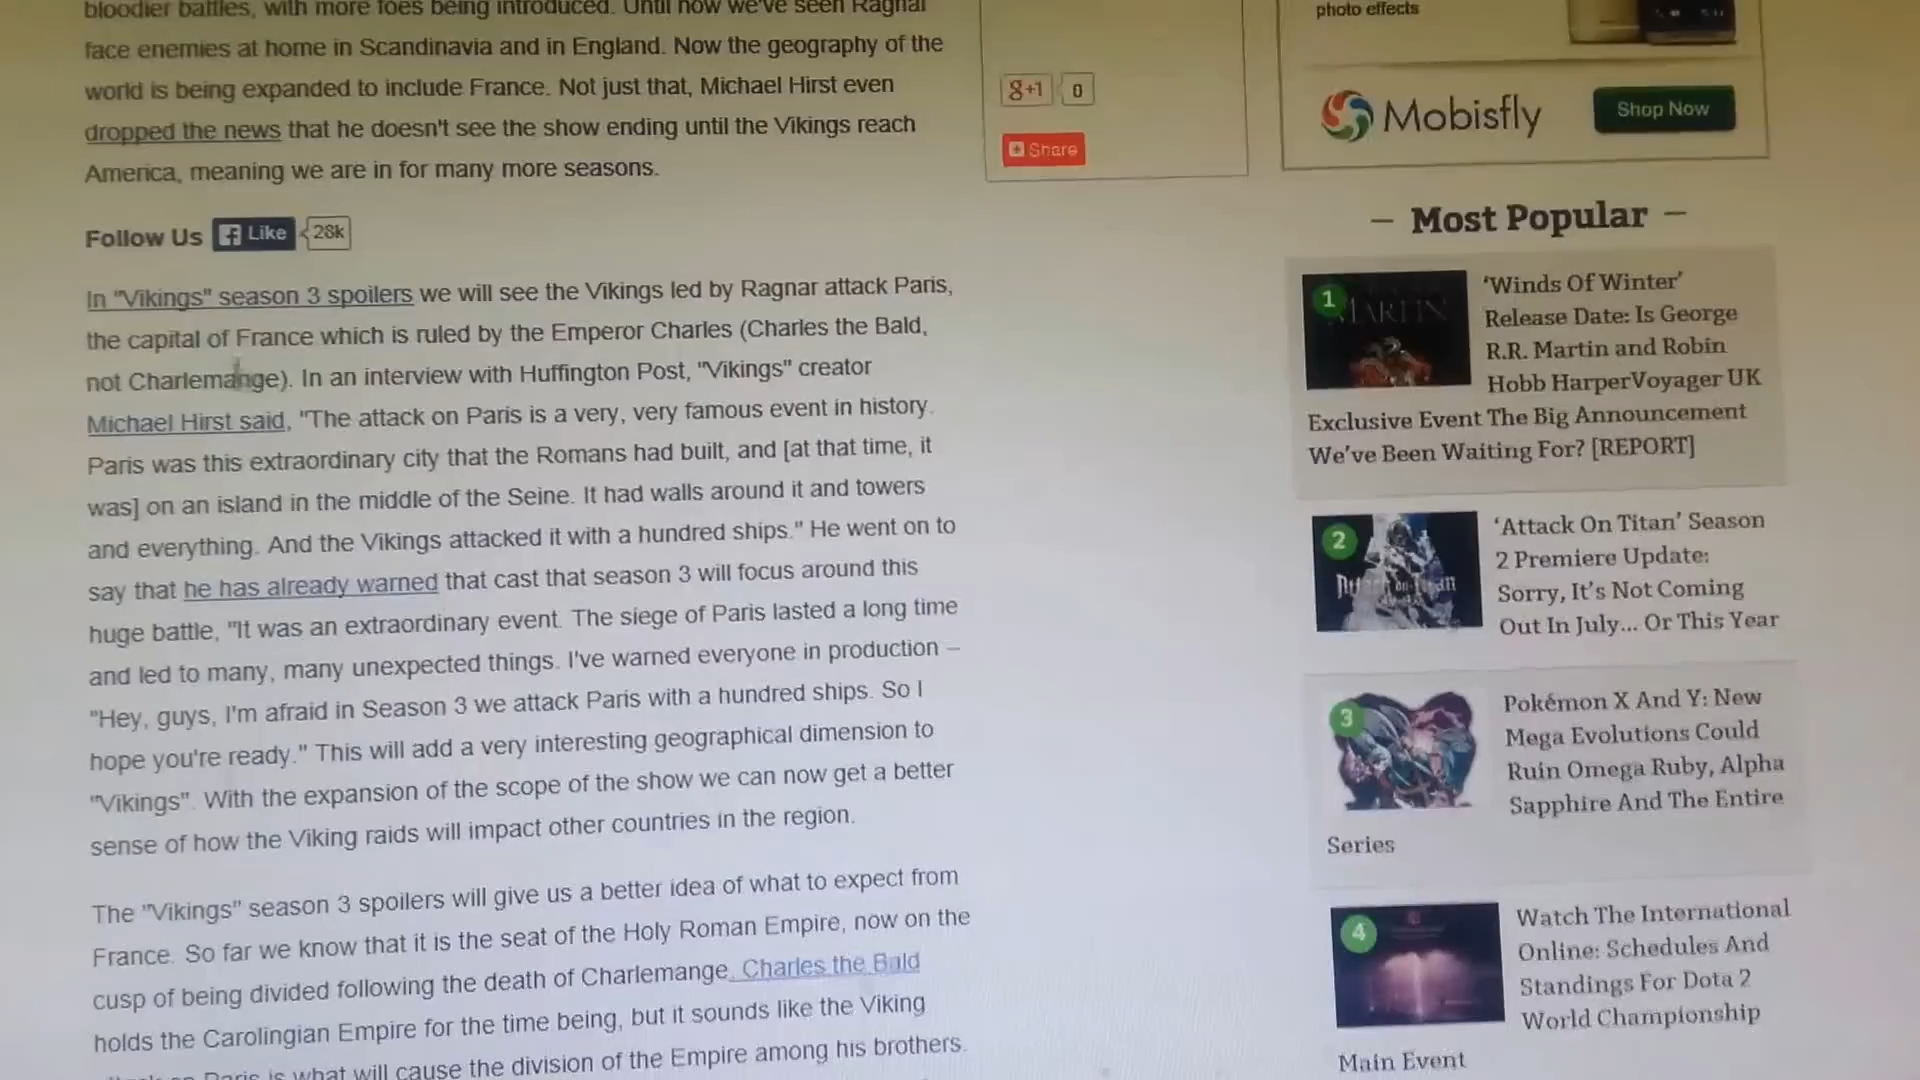 bloodier battles, with more foes being introduced. Until now we've seen Ragnar
face enemies at home in Scandinavia and in England. Now the geography of the
world is being expanded to include France. Not just that, Michael Hirst even
dropped the news that he doesn't see the show ending until the Vikings reach
America, meaning we are in for many more seasons.
Follow Us Like 28k
In "Vikings" season 3 spoilers we will see the Vikings led by Ragnar attack Paris,
the capital of France which is ruled by the Emperor Charles (Charles the Bald,
not Charlemange). In an interview with Huffington Post, "Vikings" creator
Michael Hirst said, "The attack on Paris is a very, very famous event in history.
Paris was this extraordinary city that the Romans had built, and [at that time, it
was] on an island in the middle of the Seine. It had walls around it and towers
and everything. And the Vikings attacked it with a hundred ships." He went on to
say that he has already warned that cast that season 3 will focus around this
huge battle, "It was an extraordinary event. The siege of Paris lasted a long time
and led to many, many unexpected things. I've warned everyone in production –
"Hey, guys, I'm afraid in Season 3 we attack Paris with a hundred ships. So I
hope you're ready." This will add a very interesting geographical dimension to
"Vikings". With the expansion of the scope of the show we can now get a better
sense of how the Viking raids will impact other countries in the region.
The "Vikings" season 3 spoilers will give us a better idea of what to expect from
France. So far we know that it is the seat of the Holy Roman Empire, now on the
cusp of being divided following the death of Charlemange. Charles the Bald
holds the Carolingian Empire for the time being, but it sounds like the Viking
Paris is what will cause the division of the Empire among his brothers.
g+1 0
Share
photo effects
Mobisfly Shop Now
– Most Popular –
1
MARTIN
'Winds Of Winter'
Release Date: Is George
R.R. Martin and Robin
Hobb HarperVoyager UK
Exclusive Event The Big Announcement
We've Been Waiting For? [REPORT]
2
'Attack On Titan' Season
2 Premiere Update:
Sorry, It's Not Coming
Out In July... Or This Year
3
Pokémon X And Y: New
Mega Evolutions Could
Ruin Omega Ruby, Alpha
Sapphire And The Entire
Series
4
Watch The International
Online: Schedules And
Standings For Dota 2
World Championship
Main Event